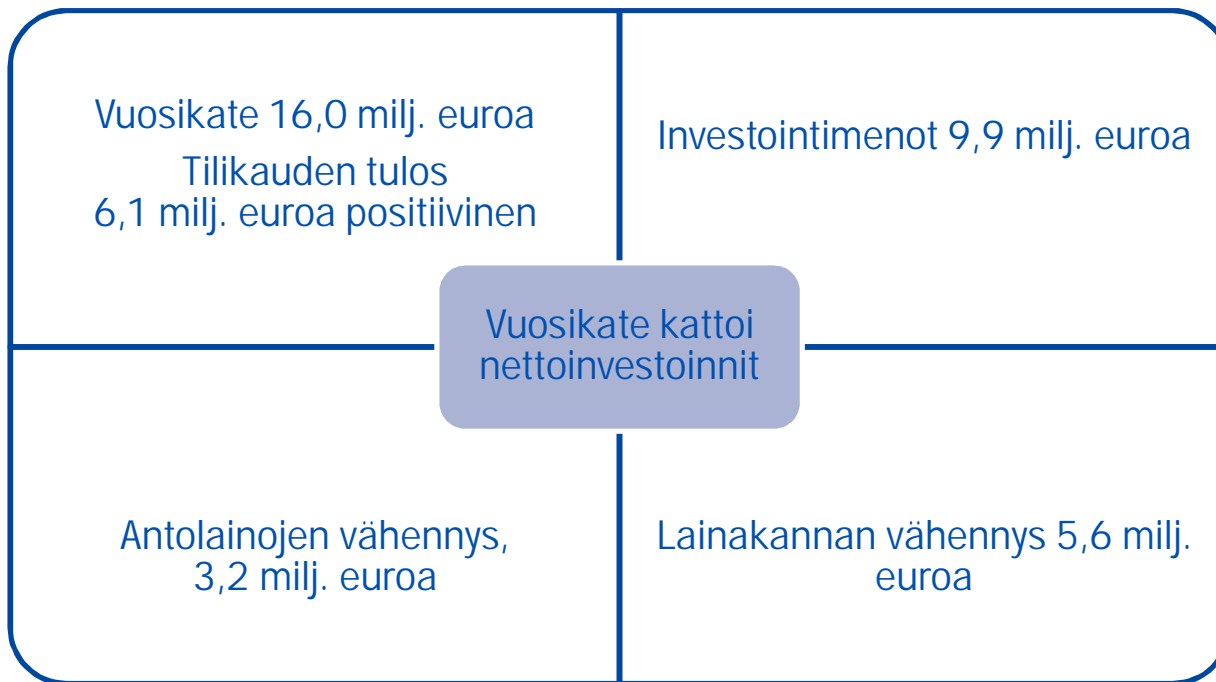 Vuosikate 16,0 milj. euroa
Tilikauden tulos
6,1 milj. euroa positiivinen
Investointimenot 9,9 milj. euroa
Vuosikate kattoi
nettoinvestoinnit
Antolainojen vähennys,
3,2 milj. euroa
Lainakannan vähennys 5,6 milj.
euroa